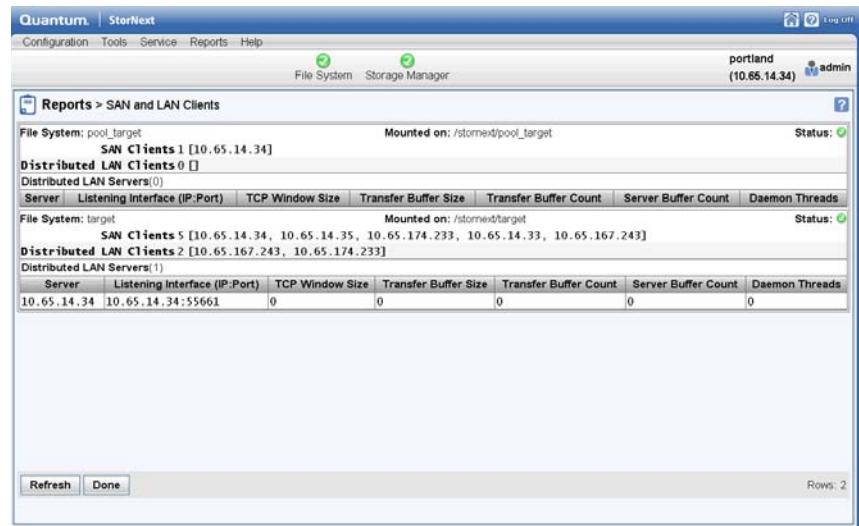 Quantum. StorNext Log Off
Configuration Tools Service Reports Help
File System Storage Manager portland (10.65.14.34) admin
Reports > SAN and LAN Clients
File System: pool_target Mounted on: /stornext/pool_target Status:
SAN Clients 1 [10.65.14.34]
Distributed LAN Clients 0 []
Distributed LAN Servers(0)
Server Listening Interface (IP:Port) TCP Window Size Transfer Buffer Size Transfer Buffer Count Server Buffer Count Daemon Threads
File System: target Mounted on: /stornext/target Status:
SAN Clients 5 [10.65.14.34, 10.65.14.35, 10.65.174.233, 10.65.14.33, 10.65.167.243]
Distributed LAN Clients 2 [10.65.167.243, 10.65.174.233]
Distributed LAN Servers(1)
Server Listening Interface (IP:Port) TCP Window Size Transfer Buffer Size Transfer Buffer Count Server Buffer Count Daemon Threads
10.65.14.34 10.65.14.34:55661 0 0 0 0 0
Refresh Done Rows: 2